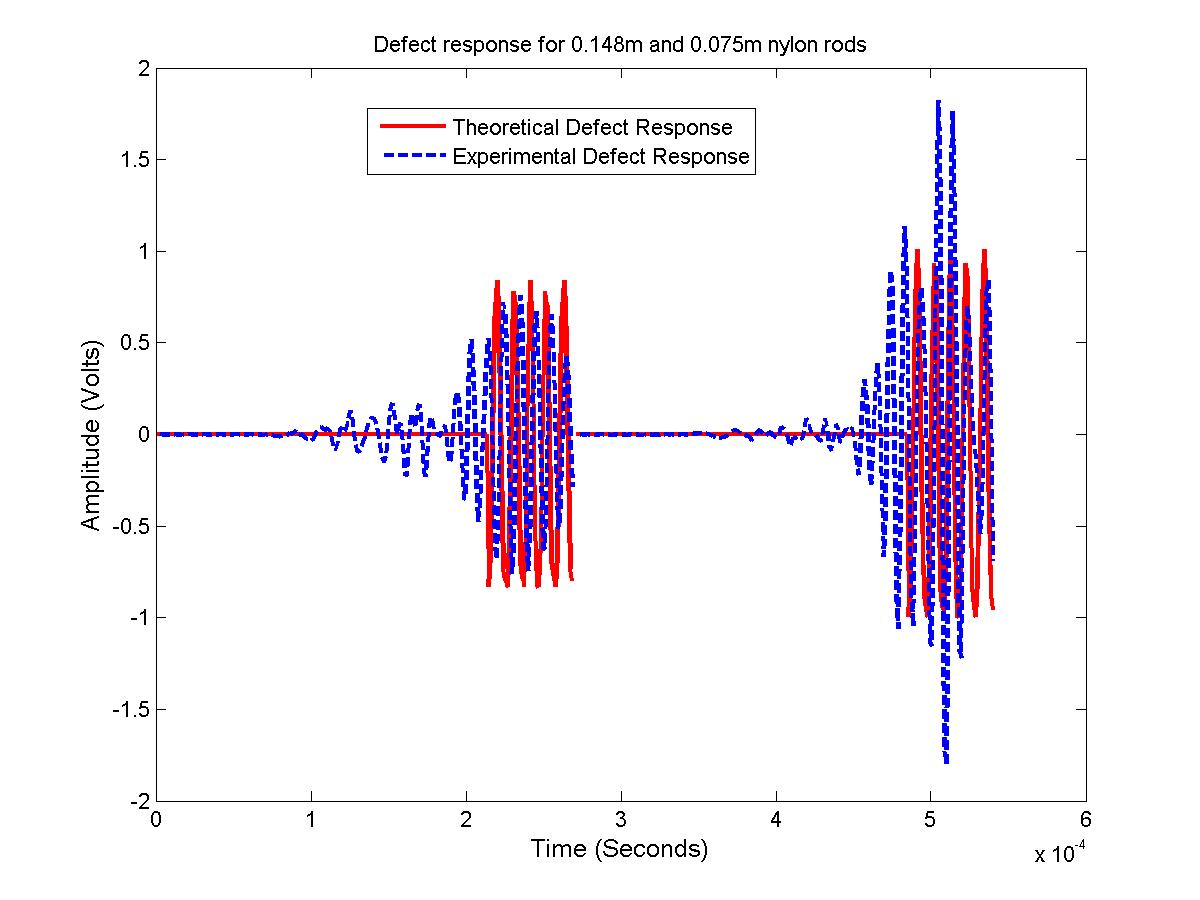 Defect response for 0.148m and 0.075m nylon rods
Theoretical Defect Response
Experimental Defect Response
2
1.5
1
0.5
0
-0.5
-1
-1.5
-2
Amplitude (Volts)
0 1 2 3 4 5 6
Time (Seconds)
x 10⁻⁴